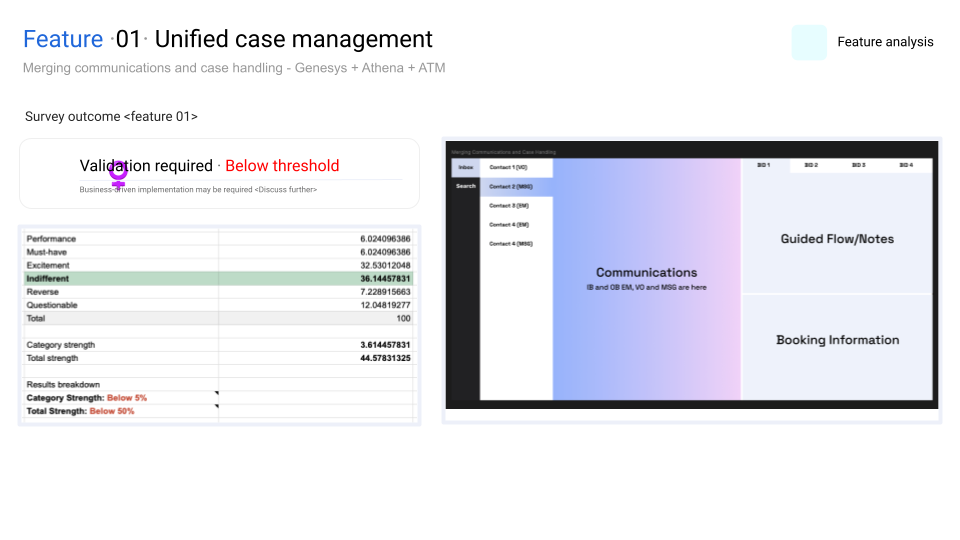 Feature ·01· Unified case management
Merging communications and case handling - Genesys + Athena + ATM
Feature analysis
Survey outcome <feature 01>
Validation required · Below threshold
Business-driven implementation may be required <Discuss further>
Performance 6.024096386
Must-have 6.024096386
Excitement 32.53012048
Indifferent 36.14457831
Reverse 7.228915663
Questionable 12.04819277
Total 100
Category strength 3.614457831
Total strength 44.57831325
Results breakdown
Category Strength: Below 5%
Total Strength: Below 50%
Merging Communications and Case Handling
Inbox
Search
Contact 1 (VO)
Contact 2 (MSG)
Contact 3 (EM)
Contact 4 (EM)
Contact 4 (MSG)
Communications
IB and OB EM, VO and MSG are here
BID 1 BID 2 BID 3 BID 4
Guided Flow/Notes
Booking Information